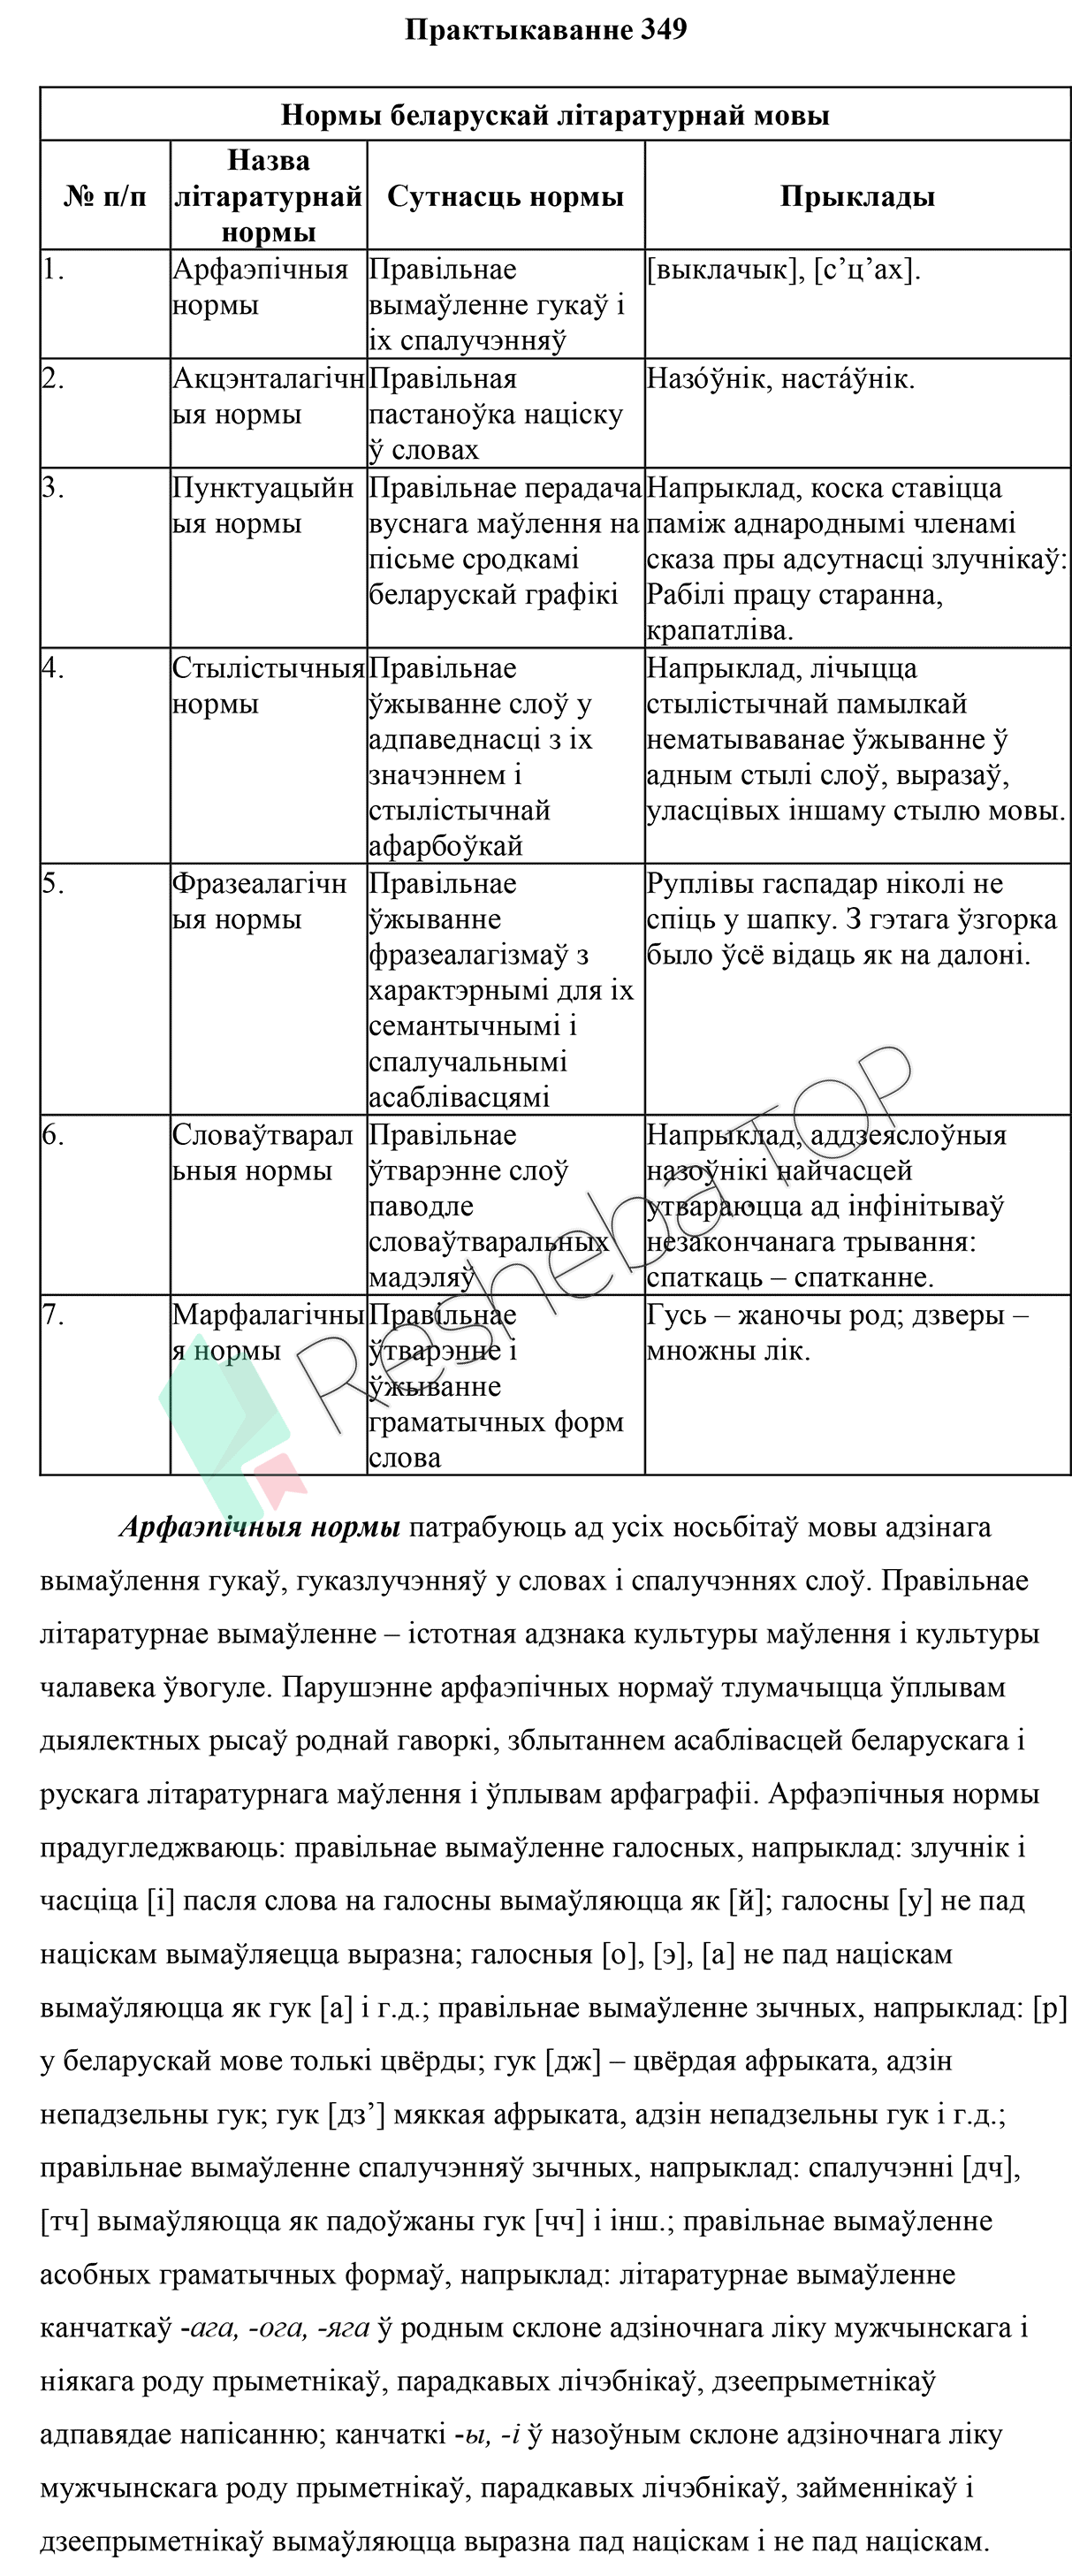 Практыкаванне 349
Нормы беларускай літаратурнай мовы
№ п/п
Назва
літаратурнай
нормы
Сутнасць нормы
Прыклады
1.
Арфаэпічныя
нормы
Правільнае
вымаўленне гукаў і
іх спалучэнняў
[выклачык], [с’ц’ах].
2.
Акцэнталагічн
ыя нормы
Правільная
пастаноўка націску
ў словах
Назо́ўнік, наста́ўнік.
3.
Пунктуацыйн
ыя нормы
Правільнае перадача
вуснага маўлення на
пісьме сродкамі
беларускай графікі
Напрыклад, коска ставіцца
паміж аднароднымі членамі
сказа пры адсутнасці злучнікаў:
Рабілі працу старанна,
крапатліва.
4.
Стылістычныя
нормы
Правільнае
ўжыванне слоў у
адпаведнасці з іх
значэннем і
стылістычнай
афарбоўкай
Напрыклад, лічыцца
стылістычнай памылкай
нематываванае ўжыванне ў
адным стылі слоў, выразаў,
уласцівых іншаму стылю мовы.
5.
Фразеалагічн
ыя нормы
Правільнае
ўжыванне
фразеалагізмаў з
характэрнымі для іх
семантычнымі і
спалучальнымі
асаблівасцямі
Руплівы гаспадар ніколі не
спіць у шапку. З гэтага ўзгорка
было ўсё відаць як на далоні.
6.
Словаўтварал
ьныя нормы
Правільнае
ўтварэнне слоў
паводле
словаўтваральных
мадэляў
Напрыклад, аддзеяслоўныя
назоўнікі найчасцей
утвараюцца ад інфінітываў
незакончанага трывання:
спаткаць – спатканне.
7.
Марфалагічны
я нормы
Правільнае
ўтварэнне і
ўжыванне
граматычных форм
слова
Гусь – жаночы род; дзверы –
множны лік.
Resheba.TOP
Арфаэпічныя нормы патрабуюць ад усіх носьбітаў мовы адзінага
вымаўлення гукаў, гуказлучэнняў у словах і спалучэннях слоў. Правільнае
літаратурнае вымаўленне – істотная адзнака культуры маўлення і культуры
чалавека ўвогуле. Парушэнне арфаэпічных нормаў тлумачыцца ўплывам
дыялектных рысаў роднай гаворкі, зблытаннем асаблівасцей беларускага і
рускага літаратурнага маўлення і ўплывам арфаграфіі. Арфаэпічныя нормы
прадугледжваюць: правільнае вымаўленне галосных, напрыклад: злучнік і
часціца [і] пасля слова на галосны вымаўляюцца як [й]; галосны [у] не пад
націскам вымаўляецца выразна; галосныя [о], [э], [а] не пад націскам
вымаўляюцца як гук [а] і г.д.; правільнае вымаўленне зычных, напрыклад: [р]
у беларускай мове толькі цвёрды; гук [дж] – цвёрдая афрыката, адзін
непадзельны гук; гук [дз’] мяккая афрыката, адзін непадзельны гук і г.д.;
правільнае вымаўленне спалучэнняў зычных, напрыклад: спалучэнні [дч],
[тч] вымаўляюцца як падоўжаны гук [чч] і інш.; правільнае вымаўленне
асобных граматычных формаў, напрыклад: літаратурнае вымаўленне
канчаткаў -ага, -ога, -яга ў родным склоне адзіночнага ліку мужчынскага і
ніякага роду прыметнікаў, парадкавых лічэбнікаў, дзеепрыметнікаў
адпавядае напісанню; канчаткі -ы, -і ў назоўным склоне адзіночнага ліку
мужчынскага роду прыметнікаў, парадкавых лічэбнікаў, займеннікаў і
дзеепрыметнікаў вымаўляюцца выразна пад націскам і не пад націскам.